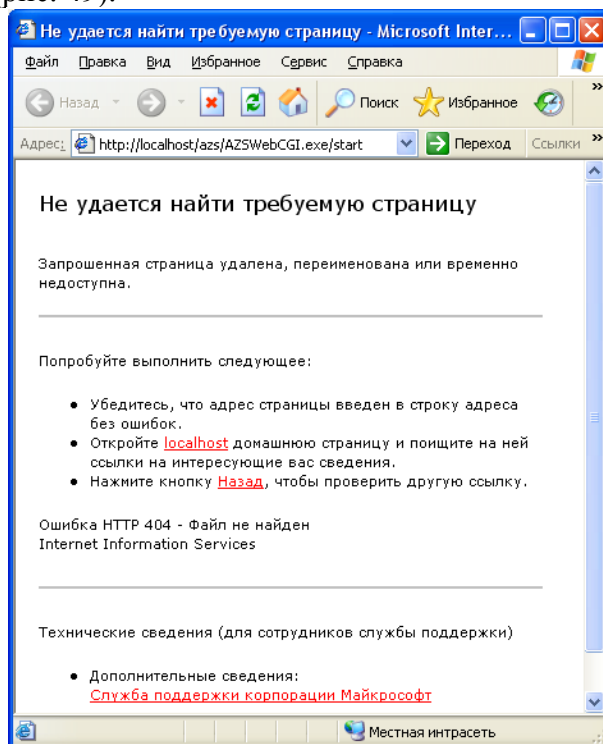 рис. 49).
Не удается найти требуемую страницу - Microsoft Inter...
Файл Правка Вид Избранное Сервис Справка
Назад Поиск Избранное »
Адрес: http://localhost/azs/AZSWebCGI.exe/start Переход Ссылки »
Не удается найти требуемую страницу
Запрошенная страница удалена, переименована или временно
недоступна.
Попробуйте выполнить следующее:
● Убедитесь, что адрес страницы введен в строку адреса
без ошибок.
● Откройте localhost домашнюю страницу и поищите на ней
ссылки на интересующие вас сведения.
● Нажмите кнопку Назад, чтобы проверить другую ссылку.
Ошибка HTTP 404 - Файл не найден
Internet Information Services
Технические сведения (для сотрудников службы поддержки)
● Дополнительные сведения:
Служба поддержки корпорации Майкрософт
Местная интрасеть